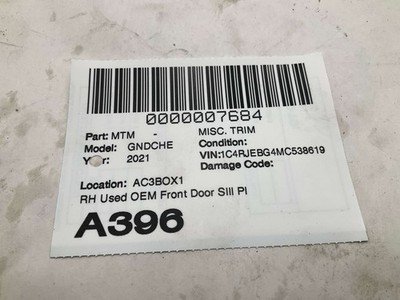 0000007684
Part: MTM - MISC. TRIM
Model: GNDCHE Condition:
Year: 2021 VIN:1C4RJEBG4MC538619
Damage Code:
Location: AC3BOX1
RH Used OEM Front Door Slll Pl
A396